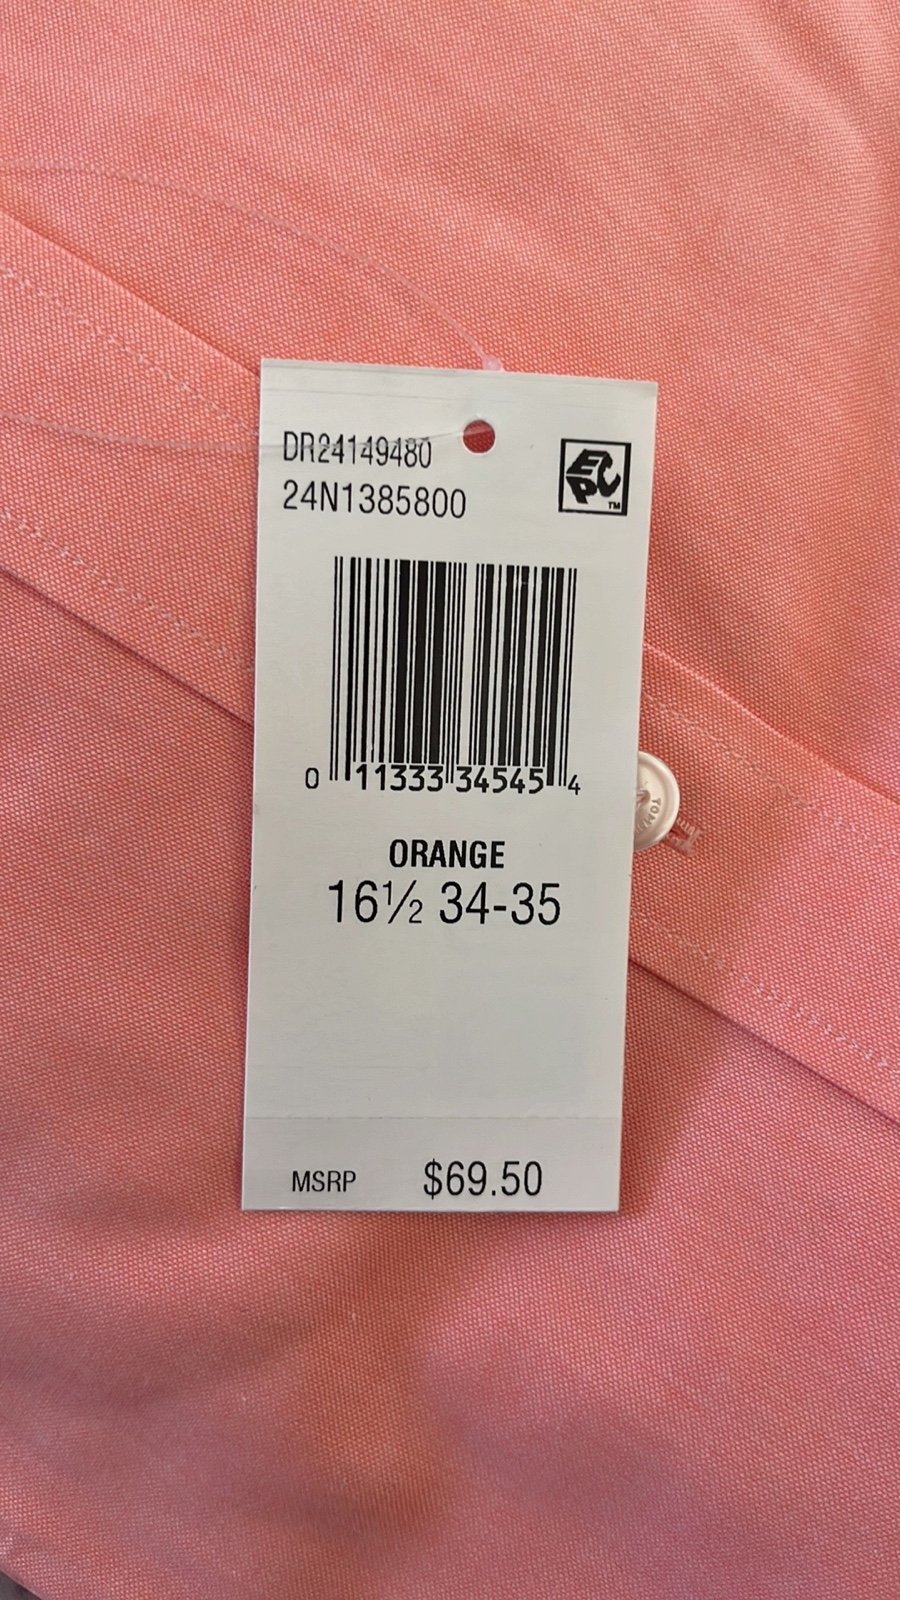 DR24149480
24N1385800
EPC
TM
0 11333 34545 4
ORANGE
16½ 34-35
MSRP $69.50